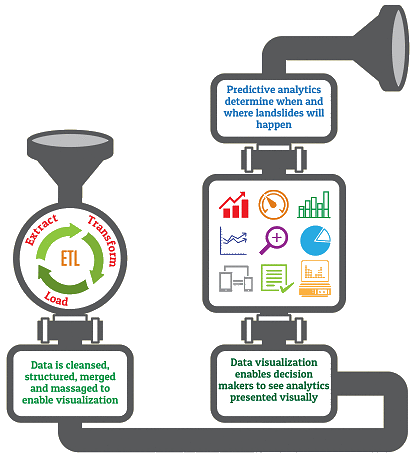 Predictive analytics
determine when and
where landslides will
happen
Extract
Transform
ETL
Load
Data is cleansed,
structured, merged
and massaged to
enable visualization
Data visualization
enables decision
makers to see analytics
presented visually